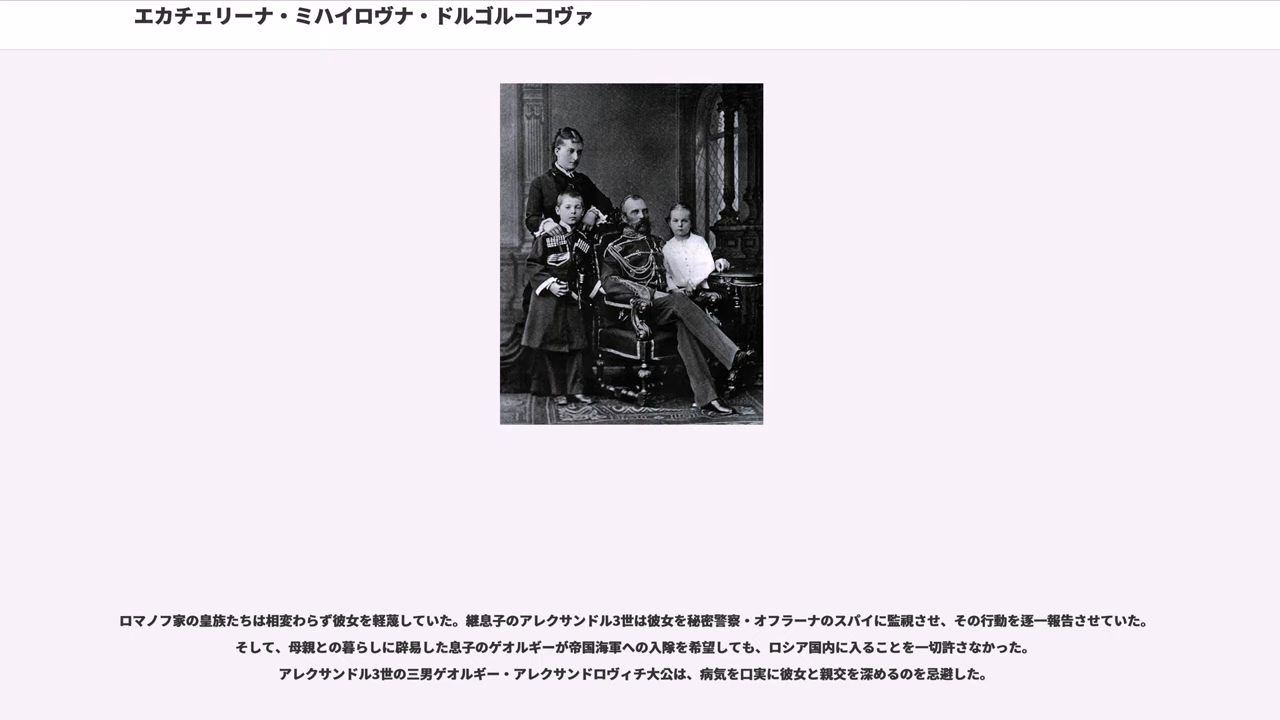 エカチェリーナ・ミハイロヴナ・ドルゴルーコヴァ
ロマノフ家の皇族たちは相変わらず彼女を軽蔑していた。継息子のアレクサンドル3世は彼女を秘密警察・オフラーナのスパイに監視させ、その行動を逐一報告させていた。
そして、母親との暮らしに辟易した息子のゲオルギーが帝国海軍への入隊を希望しても、ロシア国内に入ることを一切許さなかった。
アレクサンドル3世の三男ゲオルギー・アレクサンドロヴィチ大公は、病気を口実に彼女と親交を深めるのを忌避した。